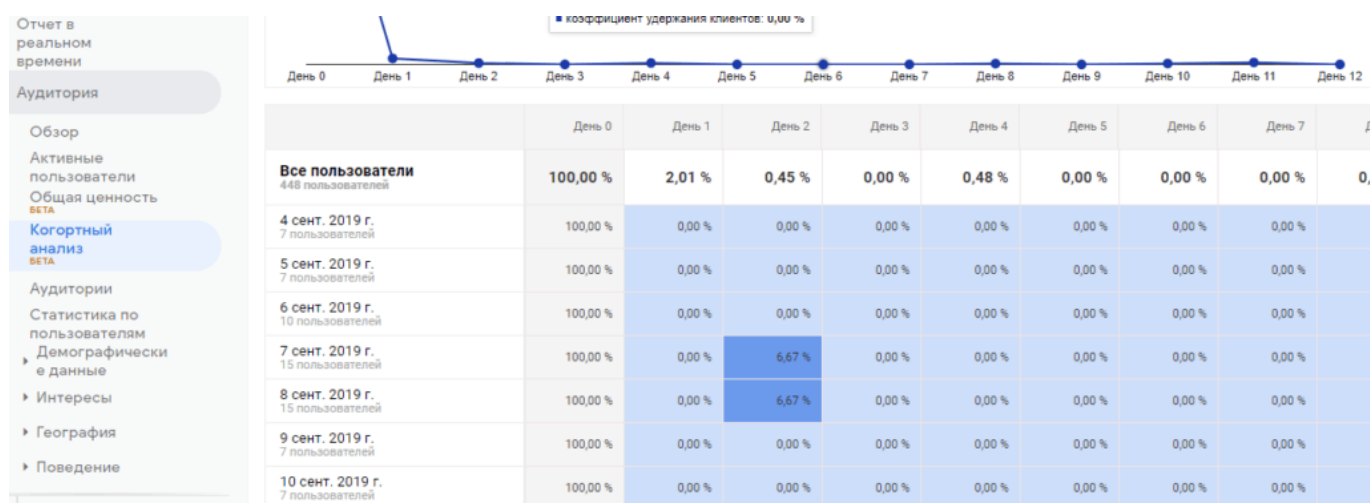 Отчет в
реальном
времени
Аудитория
Обзор
Активные
пользователи
Общая ценность
БЕТА
Когортный
анализ
БЕТА
Аудитории
Статистика по
пользователям
Демографически
е данные
Интересы
География
Поведение
коэффициент удержания клиентов: 0,00 %
День 0 День 1 День 2 День 3 День 4 День 5 День 6 День 7 День 8 День 9 День 10 День 11 День 12
День 0 День 1 День 2 День 3 День 4 День 5 День 6 День 7
Все пользователи 100,00 % 2,01 % 0,45 % 0,00 % 0,48 % 0,00 % 0,00 % 0,00 % 0,
448 пользователей
4 сент. 2019 г. 100,00 % 0,00 % 0,00 % 0,00 % 0,00 % 0,00 % 0,00 % 0,00 %
7 пользователей
5 сент. 2019 г. 100,00 % 0,00 % 0,00 % 0,00 % 0,00 % 0,00 % 0,00 % 0,00 %
7 пользователей
6 сент. 2019 г. 100,00 % 0,00 % 0,00 % 0,00 % 0,00 % 0,00 % 0,00 % 0,00 %
10 пользователей
7 сент. 2019 г. 100,00 % 0,00 % 6,67 % 0,00 % 0,00 % 0,00 % 0,00 % 0,00 %
15 пользователей
8 сент. 2019 г. 100,00 % 0,00 % 6,67 % 0,00 % 0,00 % 0,00 % 0,00 % 0,00 %
15 пользователей
9 сент. 2019 г. 100,00 % 0,00 % 0,00 % 0,00 % 0,00 % 0,00 % 0,00 % 0,00 %
7 пользователей
10 сент. 2019 г. 100,00 % 0,00 % 0,00 % 0,00 % 0,00 % 0,00 % 0,00 % 0,00 %
7 пользователей